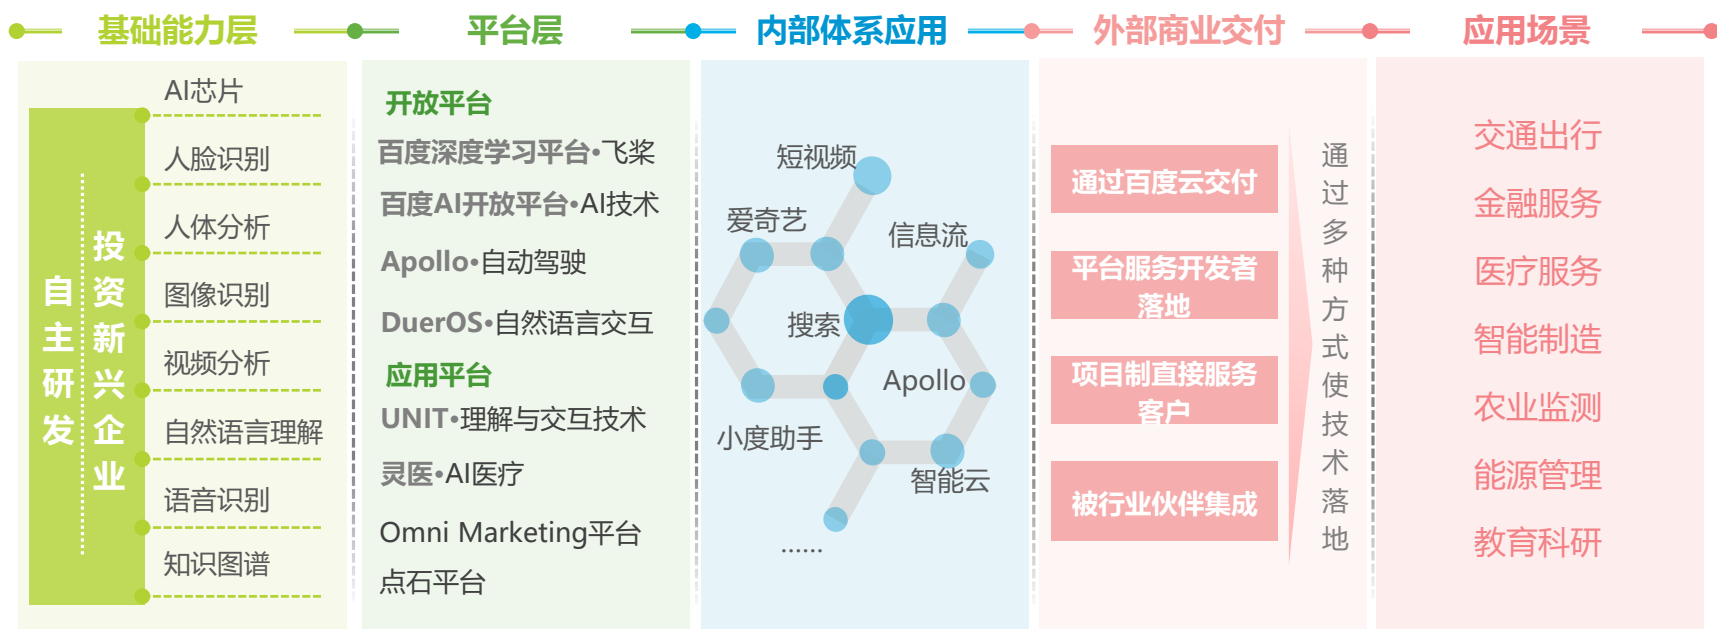 基础能力层
平台层
内部体系应用
外部商业交付
应用场景
自主研发
投资新兴企业
AI芯片
人脸识别
人体分析
图像识别
视频分析
自然语言理解
语音识别
知识图谱
开放平台
百度深度学习平台•飞桨
百度AI开放平台•AI技术
Apollo•自动驾驶
DuerOS•自然语言交互
应用平台
UNIT•理解与交互技术
灵医•AI医疗
Omni Marketing平台
点石平台
短视频
爱奇艺
信息流
搜索
Apollo
小度助手
智能云
......
通过百度云交付
平台服务开发者
落地
项目制直接服务
客户
被行业伙伴集成
通过多种方式使技术落地
交通出行
金融服务
医疗服务
智能制造
农业监测
能源管理
教育科研